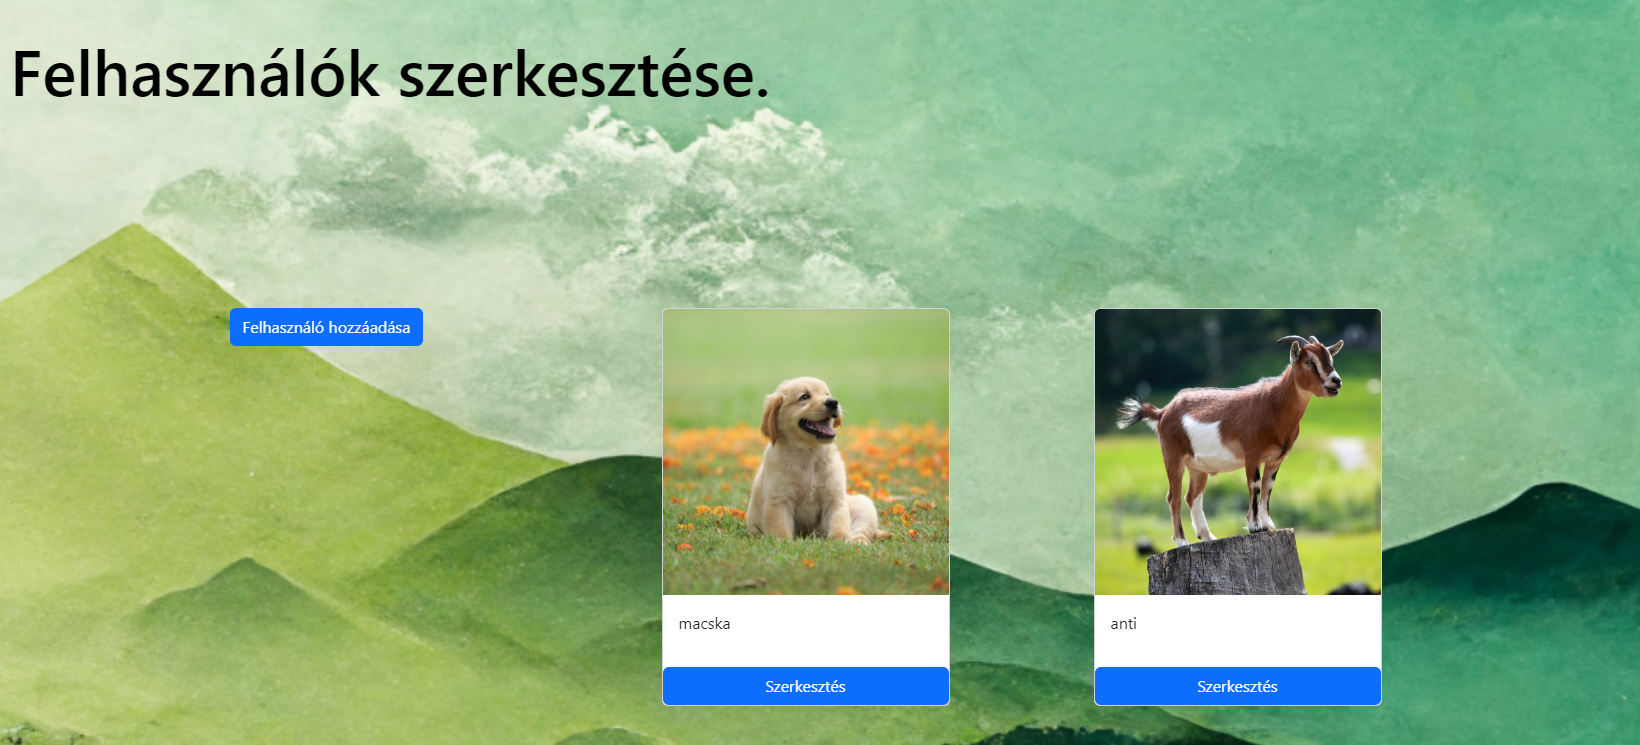 Felhasználók szerkesztése.
Felhasználó hozzáadása
macska
Szerkesztés
anti
Szerkesztés